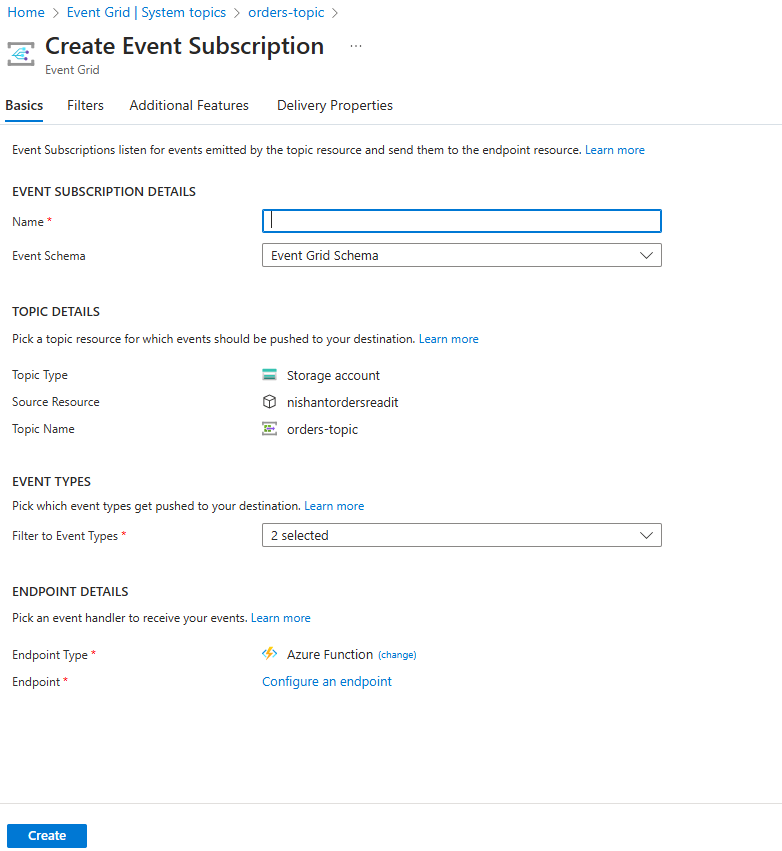 Home > Event Grid | System topics > orders-topic >
Create Event Subscription ...
Event Grid
Basics Filters Additional Features Delivery Properties
Event Subscriptions listen for events emitted by the topic resource and send them to the endpoint resource. Learn more
EVENT SUBSCRIPTION DETAILS
Name *
Event Schema Event Grid Schema
TOPIC DETAILS
Pick a topic resource for which events should be pushed to your destination. Learn more
Topic Type Storage account
Source Resource nishantordersreadit
Topic Name orders-topic
EVENT TYPES
Pick which event types get pushed to your destination. Learn more
Filter to Event Types * 2 selected
ENDPOINT DETAILS
Pick an event handler to receive your events. Learn more
Endpoint Type * Azure Function (change)
Endpoint * Configure an endpoint
Create